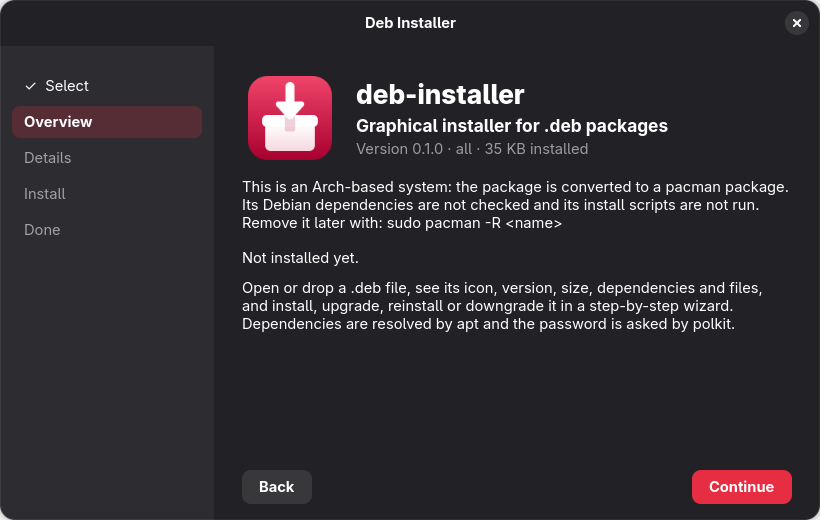 Deb Installer
✓ Select
Overview
Details
Install
Done
deb-installer
Graphical installer for .deb packages
Version 0.1.0 · all · 35 KB installed
This is an Arch-based system: the package is converted to a pacman package.
Its Debian dependencies are not checked and its install scripts are not run.
Remove it later with: sudo pacman -R <name>
Not installed yet.
Open or drop a .deb file, see its icon, version, size, dependencies and files,
and install, upgrade, reinstall or downgrade it in a step-by-step wizard.
Dependencies are resolved by apt and the password is asked by polkit.
Back
Continue